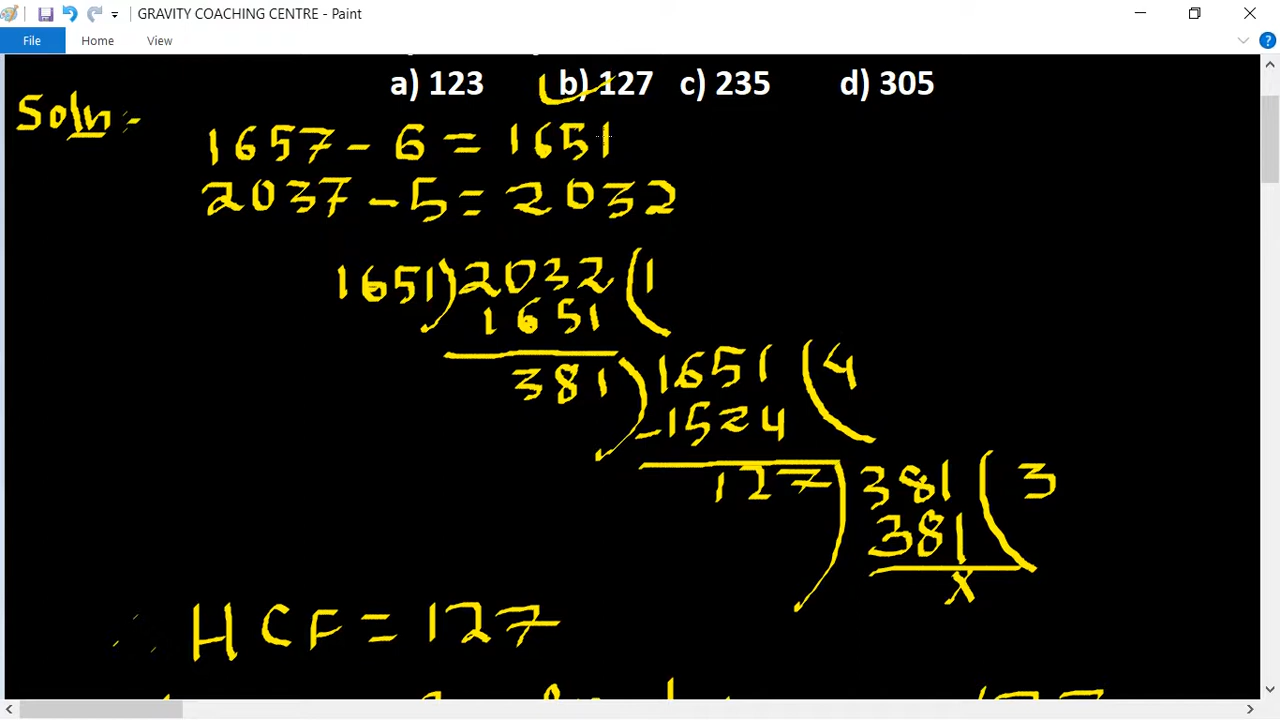 GRAVITY COACHING CENTRE - Paint
File Home View
a) 123 b) 127 c) 235 d) 305
Soln:-
1657 - 6 = 1651
2037 - 5 = 2032
1651) 2032 (1
1651
381) 1651 (4
-1524
127) 381 (3
381
x
∴ HCF = 127